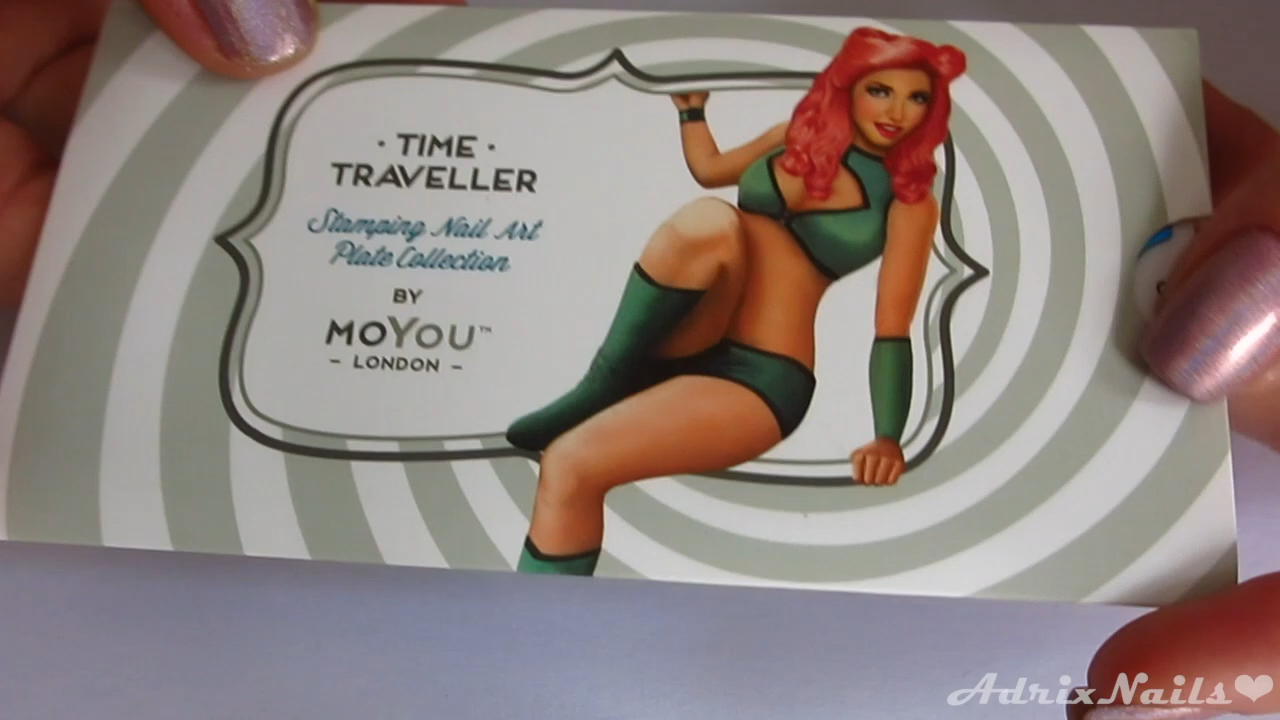 · TIME ·
TRAVELLER
Stamping Nail Art
Plate Collection
BY
MOYOU™
– LONDON –
AdrixNails❤